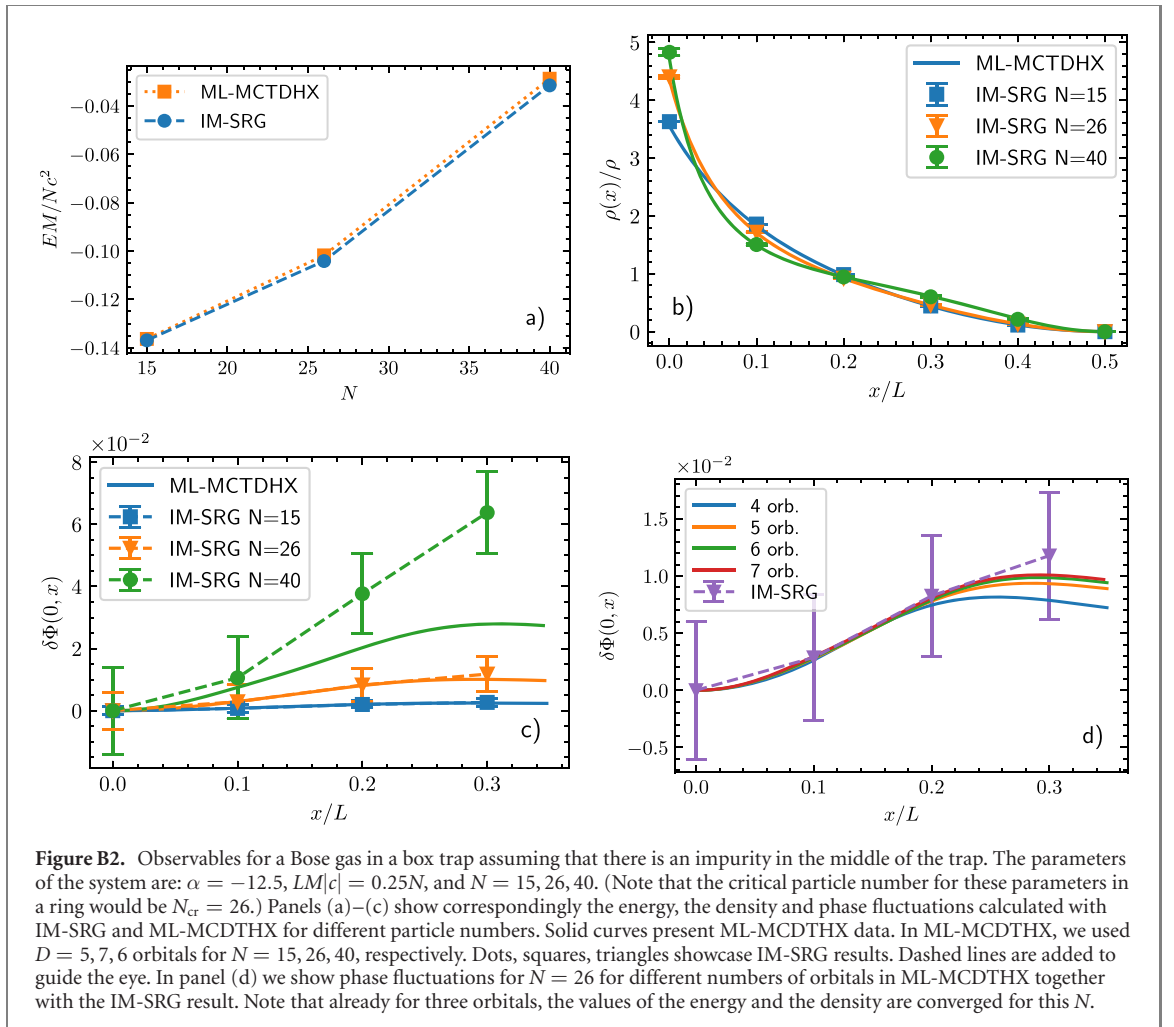 −0.04
−0.06
−0.08
−0.10
−0.12
−0.14
EM/Nc²
ML-MCTDHX
IM-SRG
a)
15 20 25 30 35 40
N
5
4
3
2
1
0
ρ(x)/ρ
ML-MCTDHX
IM-SRG N=15
IM-SRG N=26
IM-SRG N=40
b)
0.0 0.1 0.2 0.3 0.4 0.5
x/L
×10⁻²
8
6
4
2
0
δΦ(0, x)
ML-MCTDHX
IM-SRG N=15
IM-SRG N=26
IM-SRG N=40
c)
0.0 0.1 0.2 0.3
x/L
×10⁻²
1.5
1.0
0.5
0.0
−0.5
δΦ(0, x)
4 orb.
5 orb.
6 orb.
7 orb.
IM-SRG
d)
0.0 0.1 0.2 0.3
x/L
Figure B2. Observables for a Bose gas in a box trap assuming that there is an impurity in the middle of the trap. The parameters
of the system are: α = −12.5, LM|c| = 0.25N, and N = 15, 26, 40. (Note that the critical particle number for these parameters in
a ring would be N_cr = 26.) Panels (a)–(c) show correspondingly the energy, the density and phase fluctuations calculated with
IM-SRG and ML-MCDTHX for different particle numbers. Solid curves present ML-MCDTHX data. In ML-MCDTHX, we used
D = 5, 7, 6 orbitals for N = 15, 26, 40, respectively. Dots, squares, triangles showcase IM-SRG results. Dashed lines are added to
guide the eye. In panel (d) we show phase fluctuations for N = 26 for different numbers of orbitals in ML-MCDTHX together
with the IM-SRG result. Note that already for three orbitals, the values of the energy and the density are converged for this N.